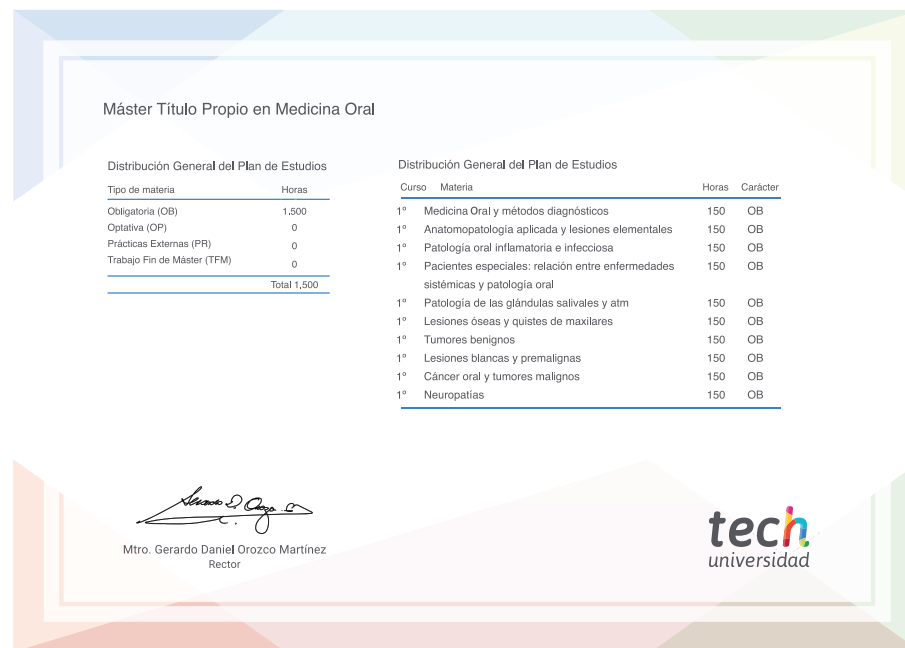 Máster Título Propio en Medicina Oral
Distribución General del Plan de Estudios
Tipo de materia Horas
Obligatoria (OB) 1.500
Optativa (OP) 0
Prácticas Externas (PR) 0
Trabajo Fin de Máster (TFM) 0
Total 1,500
Distribución General del Plan de Estudios
Curso Materia Horas Carácter
1º Medicina Oral y métodos diagnósticos 150 OB
1º Anatomopatología aplicada y lesiones elementales 150 OB
1º Patología oral inflamatoria e infecciosa 150 OB
1º Pacientes especiales: relación entre enfermedades 150 OB
sistémicas y patología oral
1º Patología de las glándulas salivales y atm 150 OB
1º Lesiones óseas y quistes de maxilares 150 OB
1º Tumores benignos 150 OB
1º Lesiones blancas y premalignas 150 OB
1º Cáncer oral y tumores malignos 150 OB
1º Neuropatías 150 OB
Mtro. Gerardo Daniel Orozco Martínez
Rector
tech
universidad